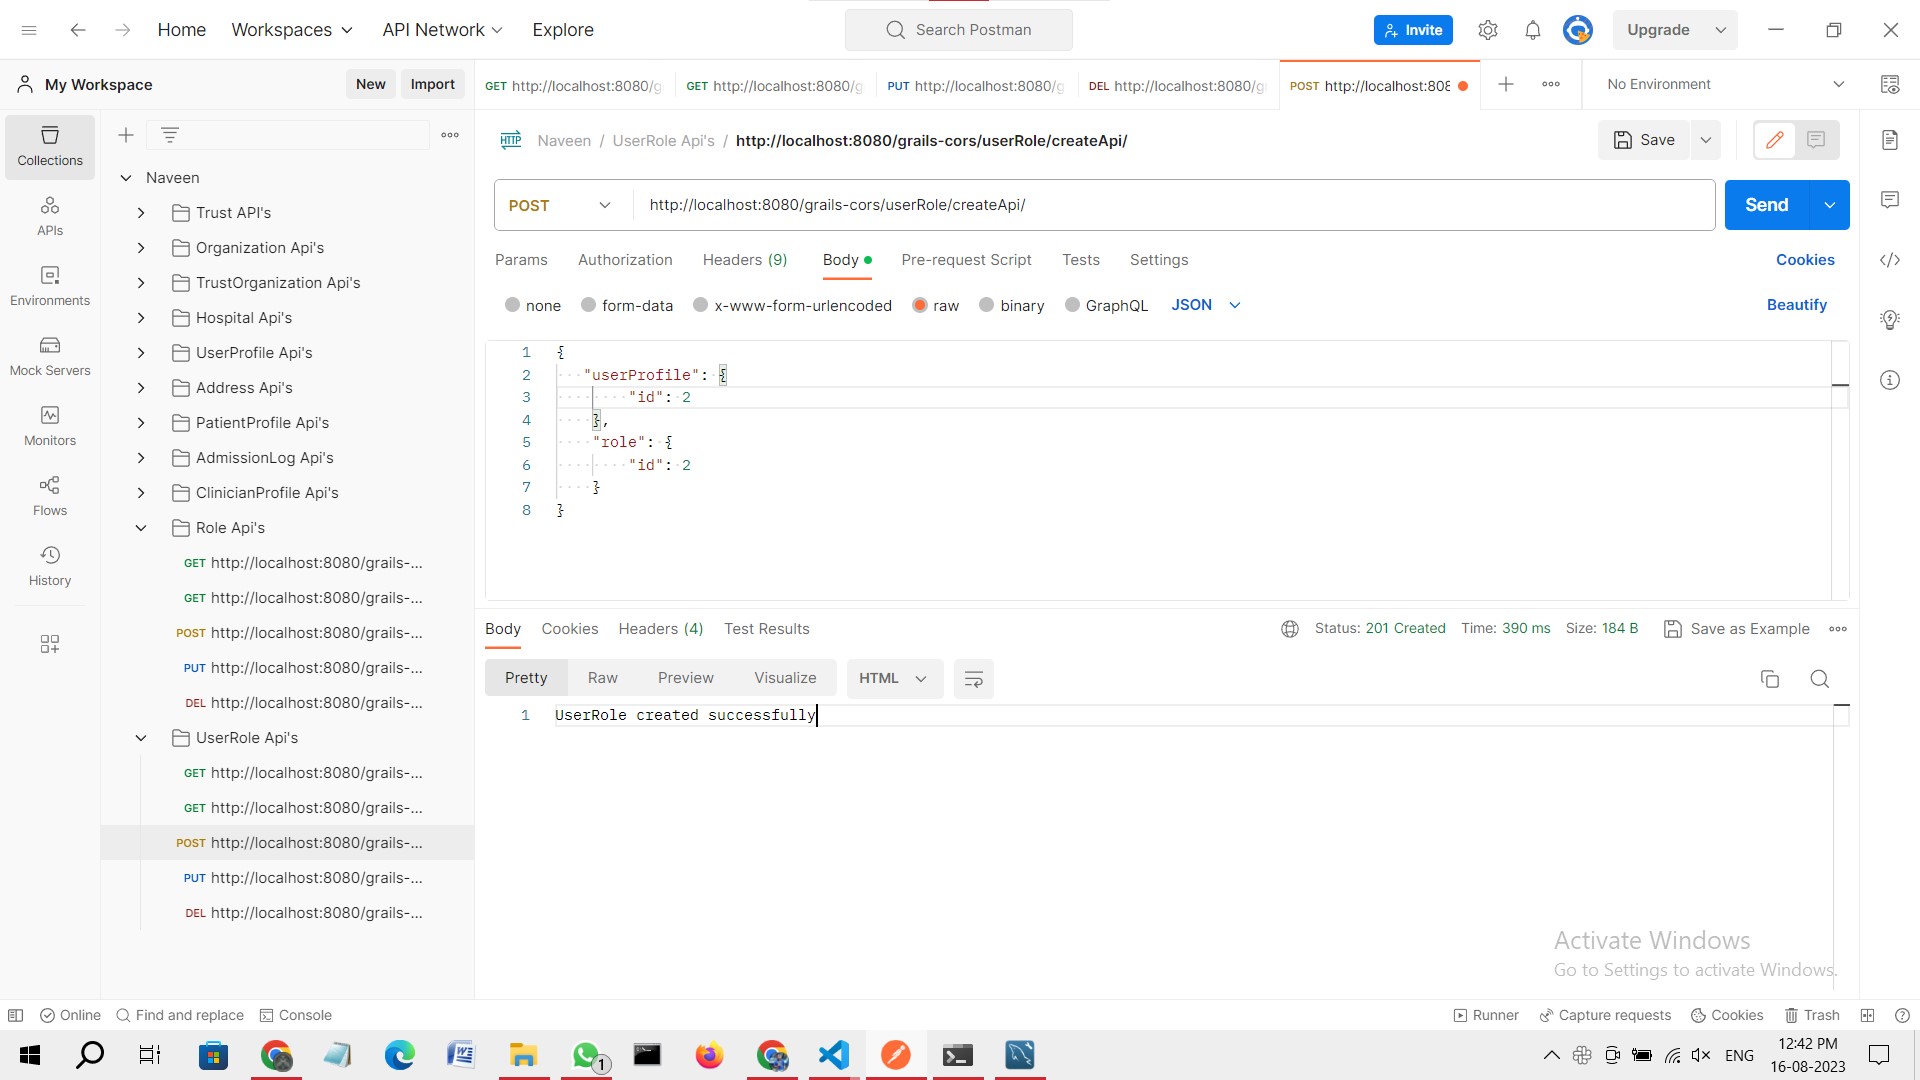 Home Workspaces API Network Explore Search Postman Invite Upgrade
My Workspace New Import
GET http://localhost:8080/g GET http://localhost:8080/g PUT http://localhost:8080/g DEL http://localhost:8080/g POST http://localhost:808 No Environment
Collections
APIs
Environments
Mock Servers
Monitors
Flows
History
Naveen
Trust API's
Organization Api's
TrustOrganization Api's
Hospital Api's
UserProfile Api's
Address Api's
PatientProfile Api's
AdmissionLog Api's
ClinicianProfile Api's
Role Api's
GET http://localhost:8080/grails-...
GET http://localhost:8080/grails-...
POST http://localhost:8080/grails-...
PUT http://localhost:8080/grails-...
DEL http://localhost:8080/grails-...
UserRole Api's
GET http://localhost:8080/grails-...
GET http://localhost:8080/grails-...
POST http://localhost:8080/grails-...
PUT http://localhost:8080/grails-...
DEL http://localhost:8080/grails-...
HTTP Naveen / UserRole Api's / http://localhost:8080/grails-cors/userRole/createApi/ Save
POST http://localhost:8080/grails-cors/userRole/createApi/ Send
Params Authorization Headers (9) Body Pre-request Script Tests Settings Cookies
none form-data x-www-form-urlencoded raw binary GraphQL JSON Beautify
1 {
2 "userProfile": {
3 "id": 2
4 },
5 "role": {
6 "id": 2
7 }
8 }
Body Cookies Headers (4) Test Results Status: 201 Created Time: 390 ms Size: 184 B Save as Example
Pretty Raw Preview Visualize HTML
1 UserRole created successfully
Activate Windows
Go to Settings to activate Windows.
Online Find and replace Console Runner Capture requests Cookies Trash
1 ENG 12:42 PM
16-08-2023